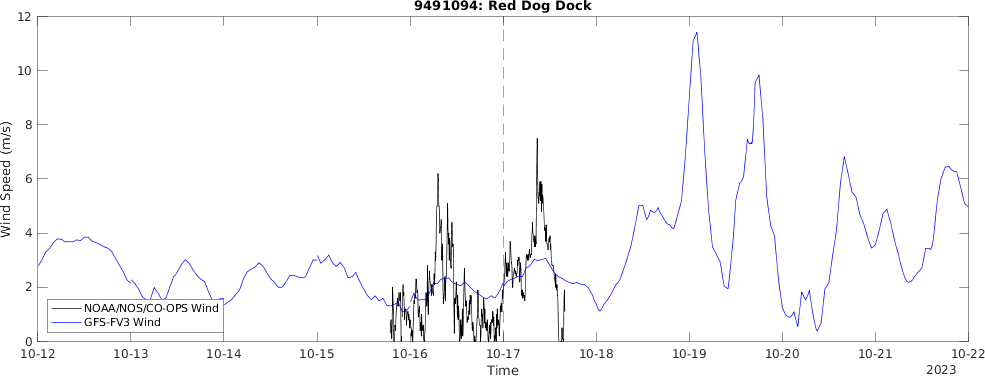 9491094: Red Dog Dock
Wind Speed (m/s)
12
10
8
6
4
2
0
NOAA/NOS/CO-OPS Wind
GFS-FV3 Wind
10-12 10-13 10-14 10-15 10-16 10-17 10-18 10-19 10-20 10-21 10-22
Time
2023